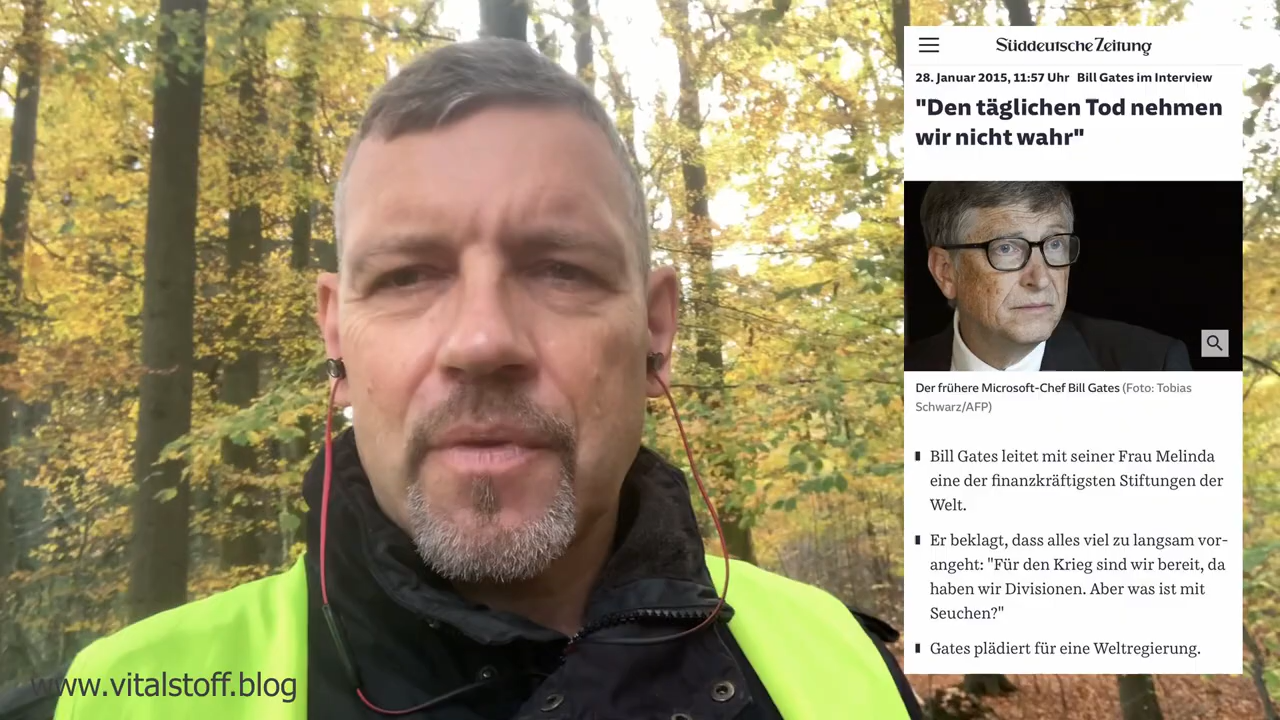 Süddeutsche Zeitung
28. Januar 2015, 11:57 Uhr Bill Gates im Interview
"Den täglichen Tod nehmen
wir nicht wahr"
Der frühere Microsoft-Chef Bill Gates (Foto: Tobias
Schwarz/AFP)
Bill Gates leitet mit seiner Frau Melinda
eine der finanzkräftigsten Stiftungen der
Welt.
Er beklagt, dass alles viel zu langsam vor-
angeht: "Für den Krieg sind wir bereit, da
haben wir Divisionen. Aber was ist mit
Seuchen?"
Gates plädiert für eine Weltregierung.
www.vitalstoff.blog